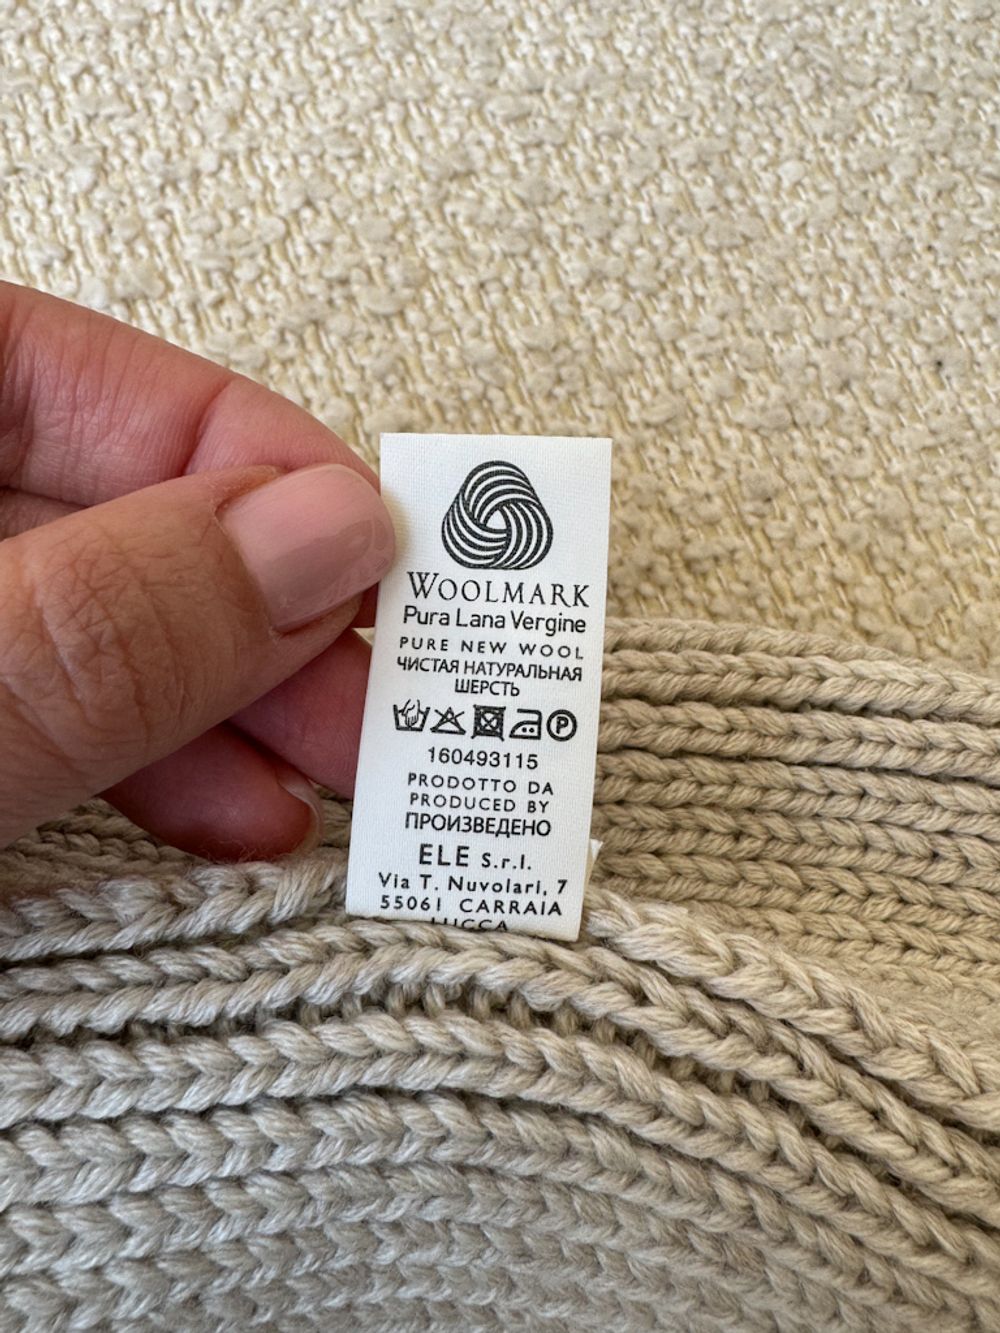 WOOLMARK
Pura Lana Vergine
PURE NEW WOOL
ЧИСТАЯ НАТУРАЛЬНАЯ
ШЕРСТЬ
P
160493115
PRODOTTO DA
PRODUCED BY
ПРОИЗВЕДЕНО
ELE S.r.l.
Via T. Nuvolari, 7
55061 CARRAIA
LUCCA